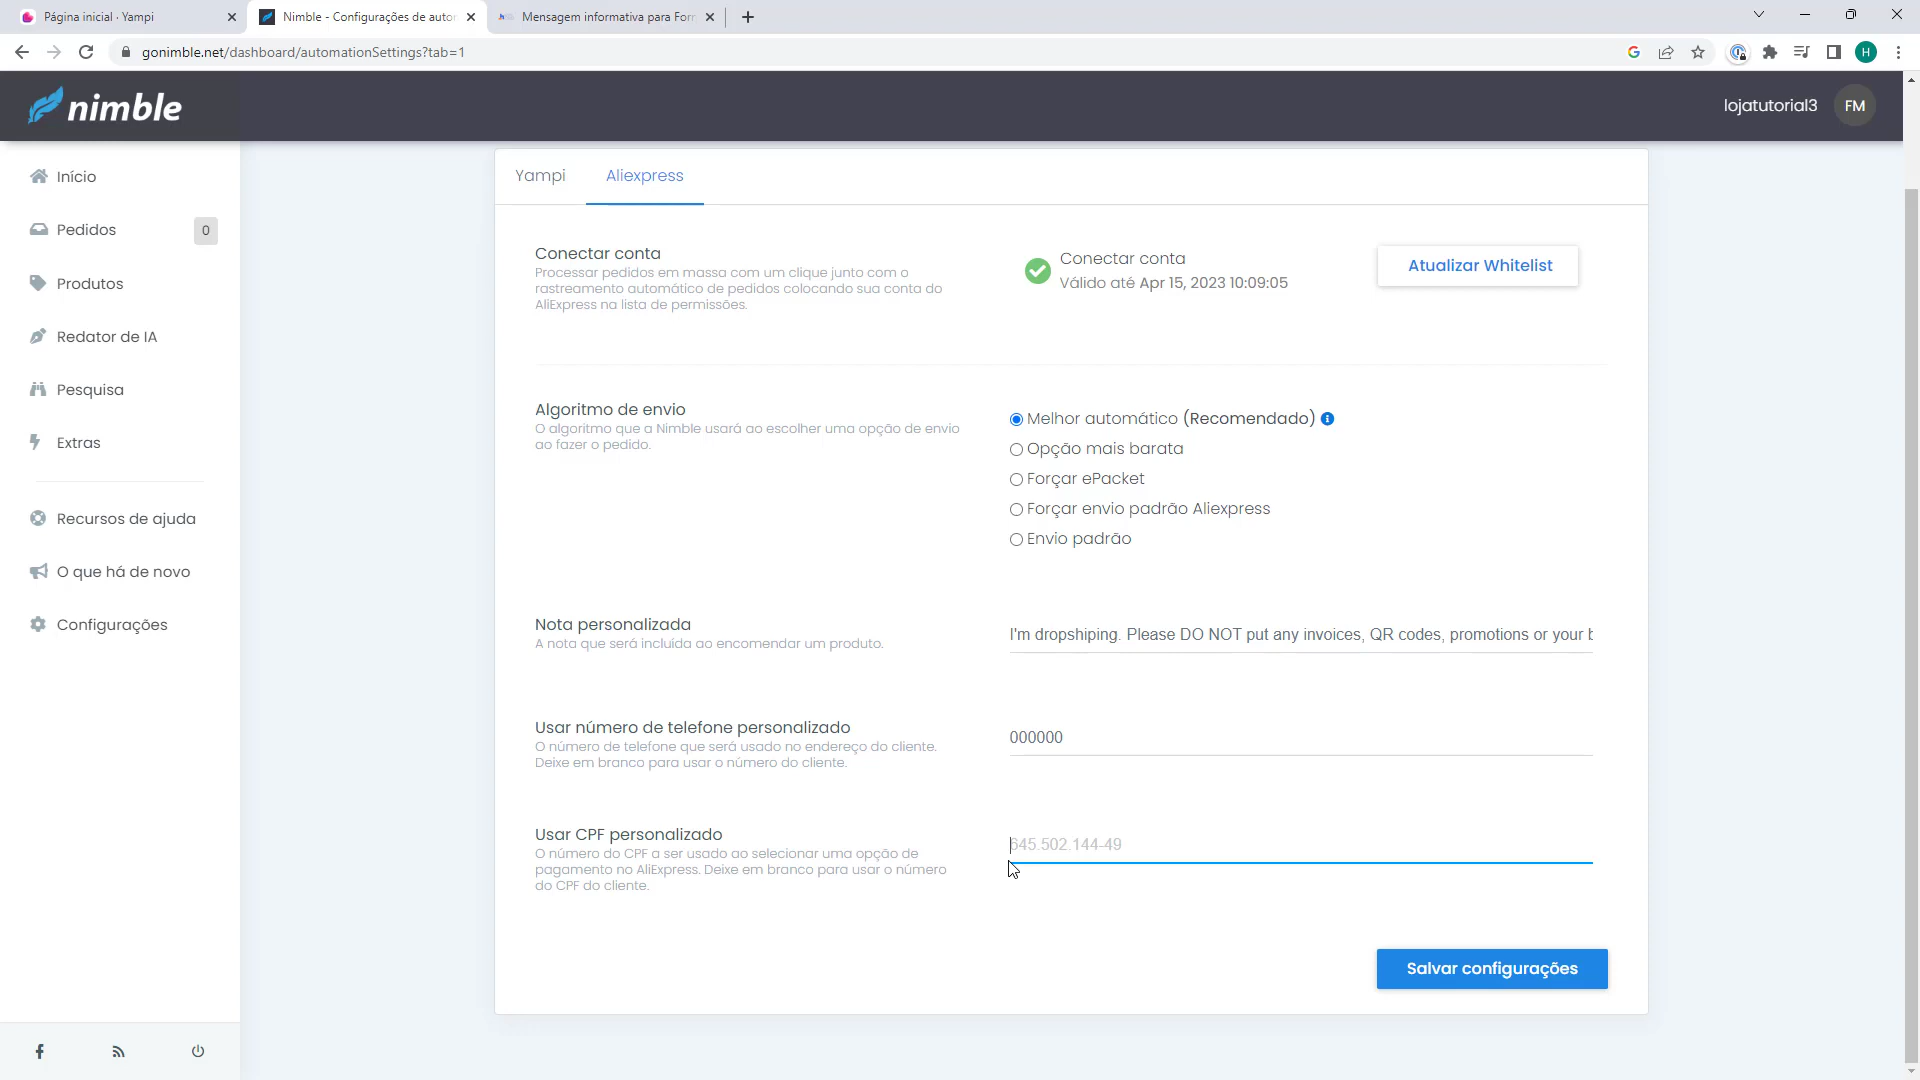 Página inicial · Yampi
Nimble - Configurações de autor
Mensagem informativa para For
gonimble.net/dashboard/automationSettings?tab=1
H
nimble
lojatutorial3
FM
Início
Pedidos
0
Produtos
Redator de IA
Pesquisa
Extras
Recursos de ajuda
O que há de novo
Configurações
Yampi
Aliexpress
Conectar conta
Processar pedidos em massa com um clique junto com o
rastreamento automático de pedidos colocando sua conta do
AliExpress na lista de permissões.
Conectar conta
Válido até Apr 15, 2023 10:09:05
Atualizar Whitelist
Algoritmo de envio
O algoritmo que a Nimble usará ao escolher uma opção de envio
ao fazer o pedido.
Melhor automático (Recomendado)
Opção mais barata
Forçar ePacket
Forçar envio padrão Aliexpress
Envio padrão
Nota personalizada
A nota que será incluida ao encomendar um produto.
I'm dropshiping. Please DO NOT put any invoices, QR codes, promotions or your b
Usar número de telefone personalizado
O número de telefone que será usado no endereço do cliente.
Deixe em branco para usar o número do cliente.
000000
Usar CPF personalizado
O número do CPF a ser usado ao selecionar uma opção de
pagamento no AliExpress. Deixe em branco para usar o número
do CPF do cliente.
645.502.144-49
Salvar configurações